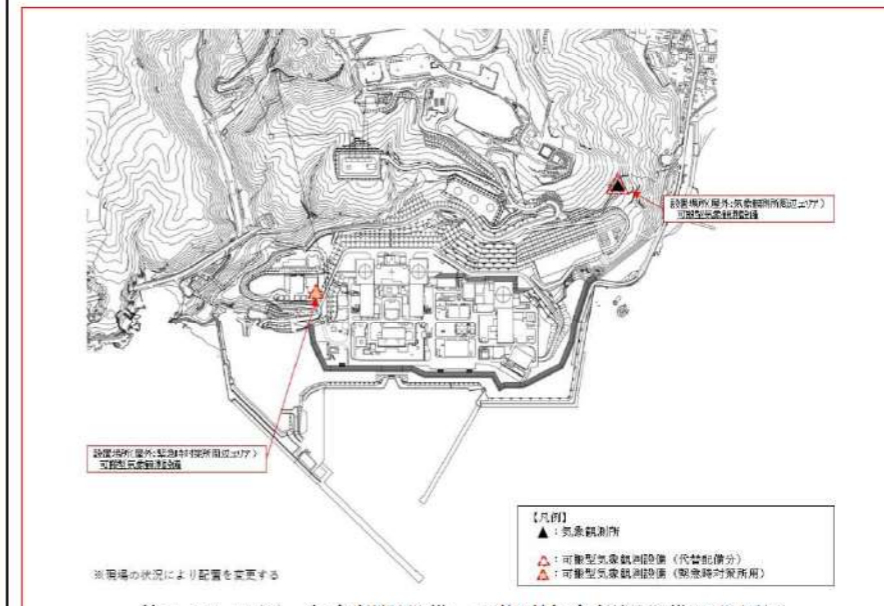 設置場所(屋外:気象観測所周辺エリア)
可搬型気象観測設備
設置場所(屋外:緊急時対策所周辺エリア)
可搬型気象観測設備
【凡例】
▲:気象観測所
△:可搬型気象観測設備(代替配備分)
△:可搬型気象観測設備(緊急時対策所用)
※現場の状況により配置を変更する